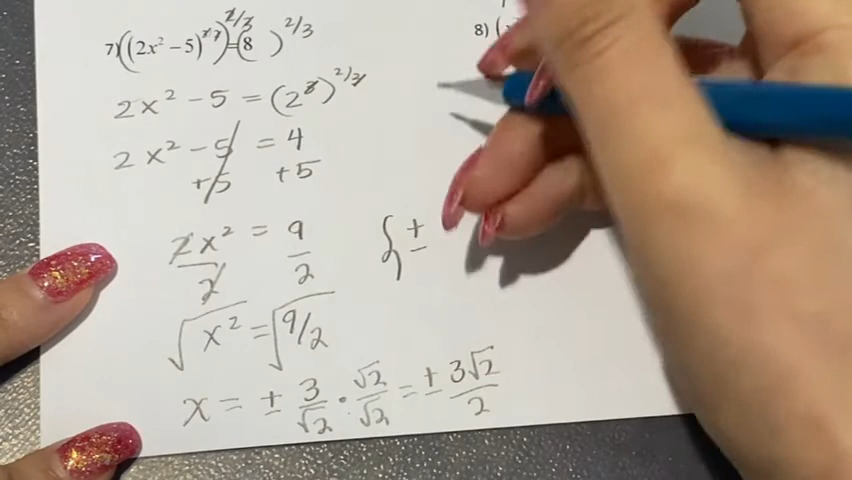 7) ((2x² − 5)^(3/2))^(2/3) = (8)^(2/3)
8) (
2x² − 5 = (2³)^(2/3)
2x² − 5 = 4
+5 +5
2x²/2 = 9/2 { ±
√x² = √9/2
x = ± 3/√2 · √2/√2 = ± 3√2/2